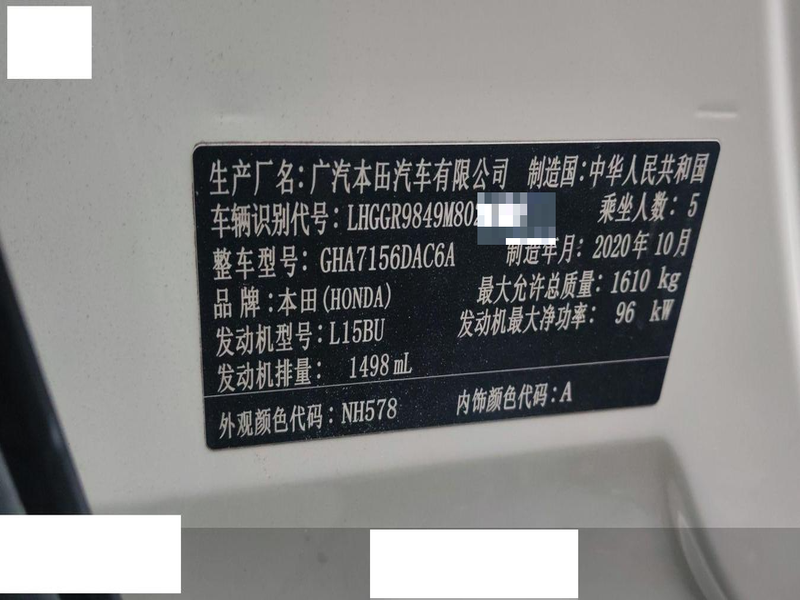 生产厂名:广汽本田汽车有限公司 制造国:中华人民共和国
车辆识别代号:LHGGR9849M80 乘坐人数:5
整车型号:GHA7156DAC6A 制造年月:2020年10月
品牌:本田(HONDA) 最大允许总质量:1610 kg
发动机型号:L15BU 发动机最大净功率: 96 kW
发动机排量: 1498 mL
外观颜色代码:NH578 内饰颜色代码:A